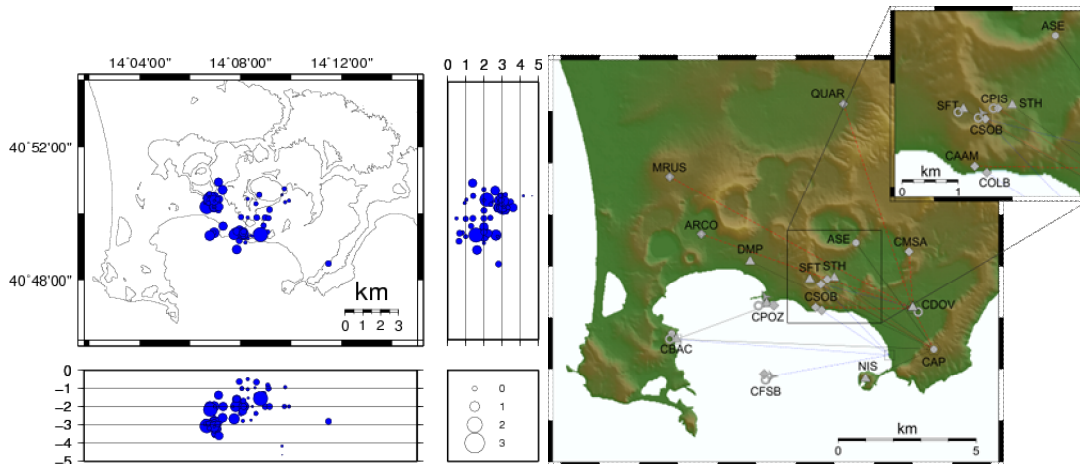 14˚04'00" 14˚08'00" 14˚12'00"
0 1 2 3 4 5
40˚52'00"
40˚48'00"
km
0 1 2 3
0
−1
−2
−3
−4
−5
0
1
2
3
ASE
CPIS
SFT
STH
CSOB
CAAM
COLB
km
0 1
QUAR
MRUS
ARCO
DMP
ASE
CMSA
SFT
STH
CSOB
CPOZ
CDOV
CBAC
CAP
NIS
CFSB
km
0 5